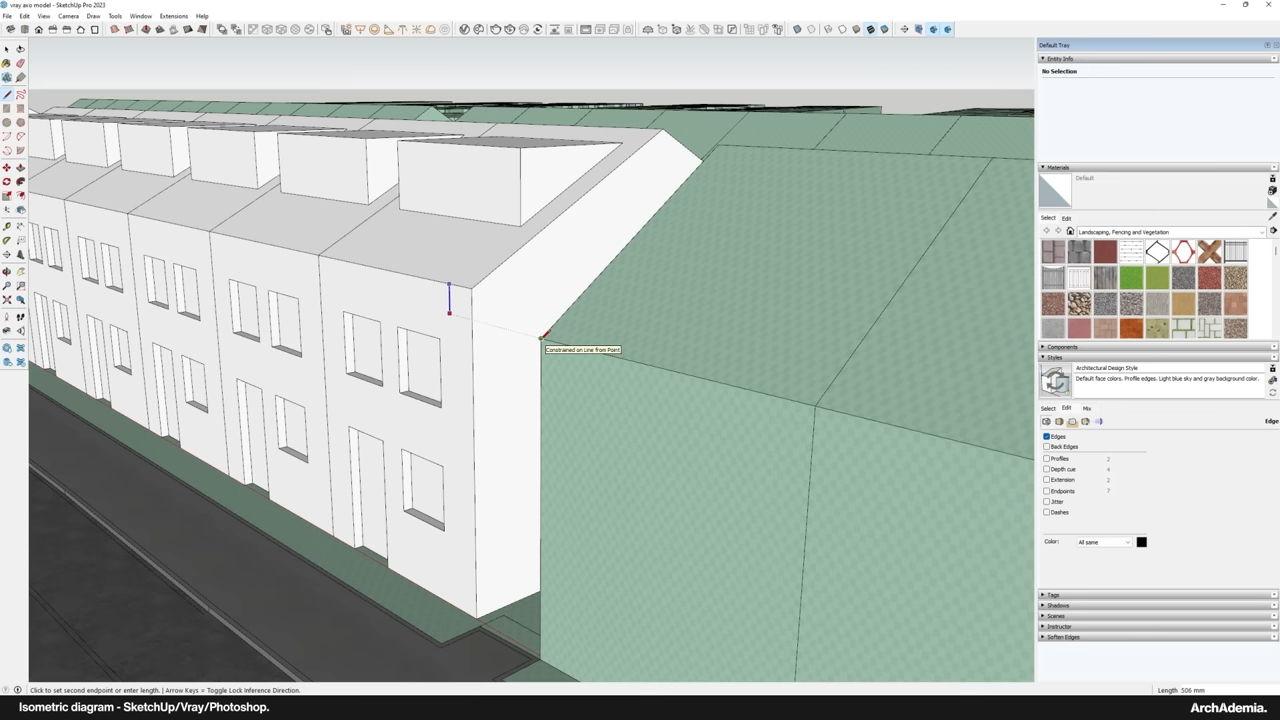 vray axo model - SketchUp Pro 2023
File Edit View Camera Draw Tools Window Extensions Help
Default Tray
Entity Info
No Selection
Materials
Default
Select Edit
Landscaping, Fencing and Vegetation
Constrained on Line from Point
Components
Styles
Architectural Design Style
Default face colors. Profile edges. Light blue sky and gray background color.
Select Edit Mix
Edge
Edges
Back Edges
Profiles 2
Depth cue 4
Extension 2
Endpoints 7
Jitter
Dashes
Color: All same
Tags
Shadows
Scenes
Instructor
Soften Edges
Click to set second endpoint or enter length. | Arrow Keys = Toggle Lock Inference Direction.
Length 506 mm
Isometric diagram - SketchUp/Vray/Photoshop.
ArchAdemia.